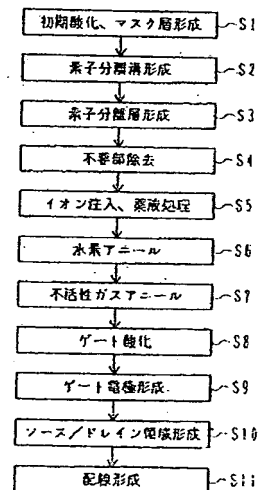 初期酸化、マスク層形成 S1
素子分離溝形成 S2
素子分離層形成 S3
不要部除去 S4
イオン注入、薬液処理 S5
水素アニール S6
不活性ガスアニール S7
ゲート酸化 S8
ゲート電極形成 S9
ソース/ドレイン領域形成 S10
配線形成 S11